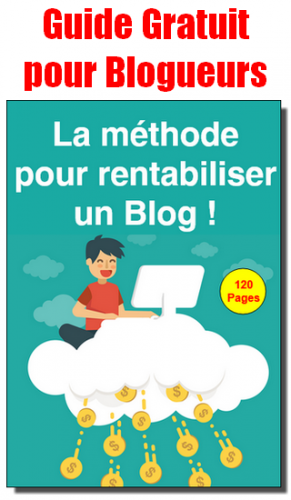 Guide Gratuit
pour Blogueurs
La méthode
pour rentabiliser
un Blog !
120
Pages
$
$
$
$
$
$
$
$
$